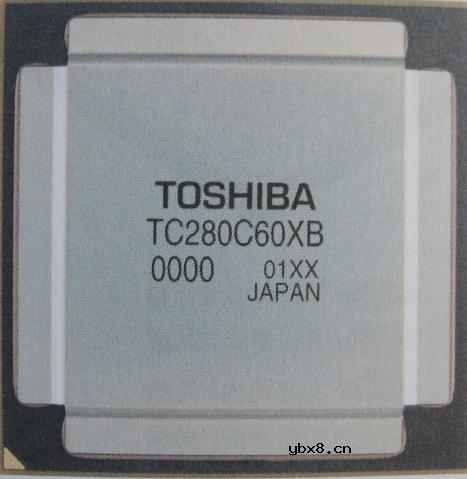 TOSHIBA
TC280C60XB
0000 01XX
JAPAN
ybx8.cn